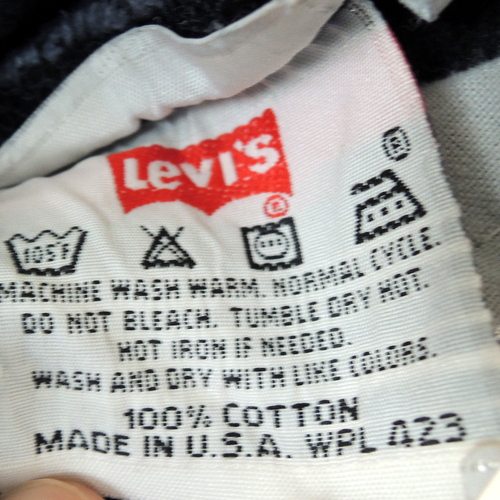 Levi's
®
®
105°F
MACHINE WASH WARM. NORMAL CYCLE.
DO NOT BLEACH. TUMBLE DRY HOT.
HOT IRON IF NEEDED.
WASH AND DRY WITH LIKE COLORS.
100% COTTON
MADE IN U.S.A. WPL 423